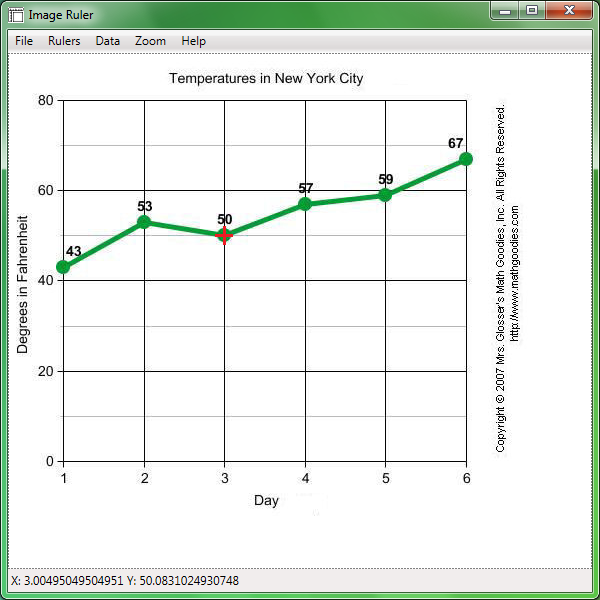 Image Ruler
File Rulers Data Zoom Help
Temperatures in New York City
80
60
40
20
0
Degrees in Fahrenheit
43
53
50
57
59
67
1 2 3 4 5 6
Day
Copyright © 2007 Mrs. Glosser's Math Goodies, Inc. All Rights Reserved.
http://www.mathgoodies.com
X: 3.00495049504951 Y: 50.0831024930748